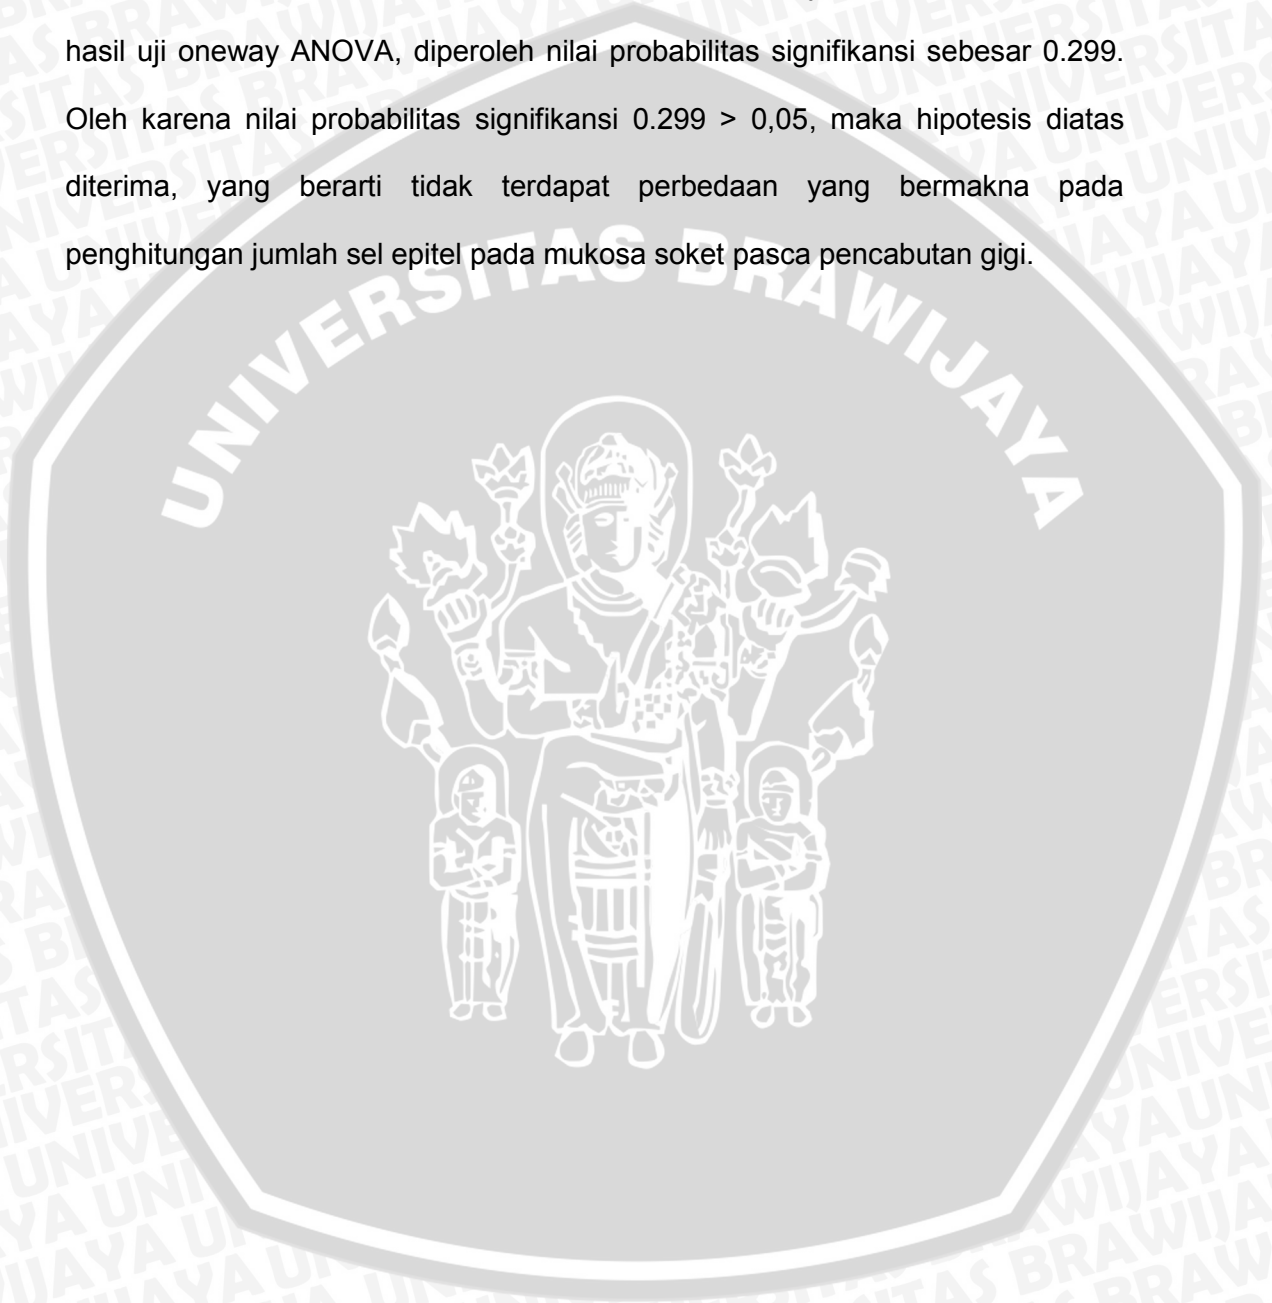 hasil uji oneway ANOVA, diperoleh nilai probabilitas signifikansi sebesar 0.299.
Oleh karena nilai probabilitas signifikansi 0.299 > 0,05, maka hipotesis diatas
diterima, yang berarti tidak terdapat perbedaan yang bermakna pada
penghitungan jumlah sel epitel pada mukosa soket pasca pencabutan gigi.
UNIVERSITAS BRAWIJAYA